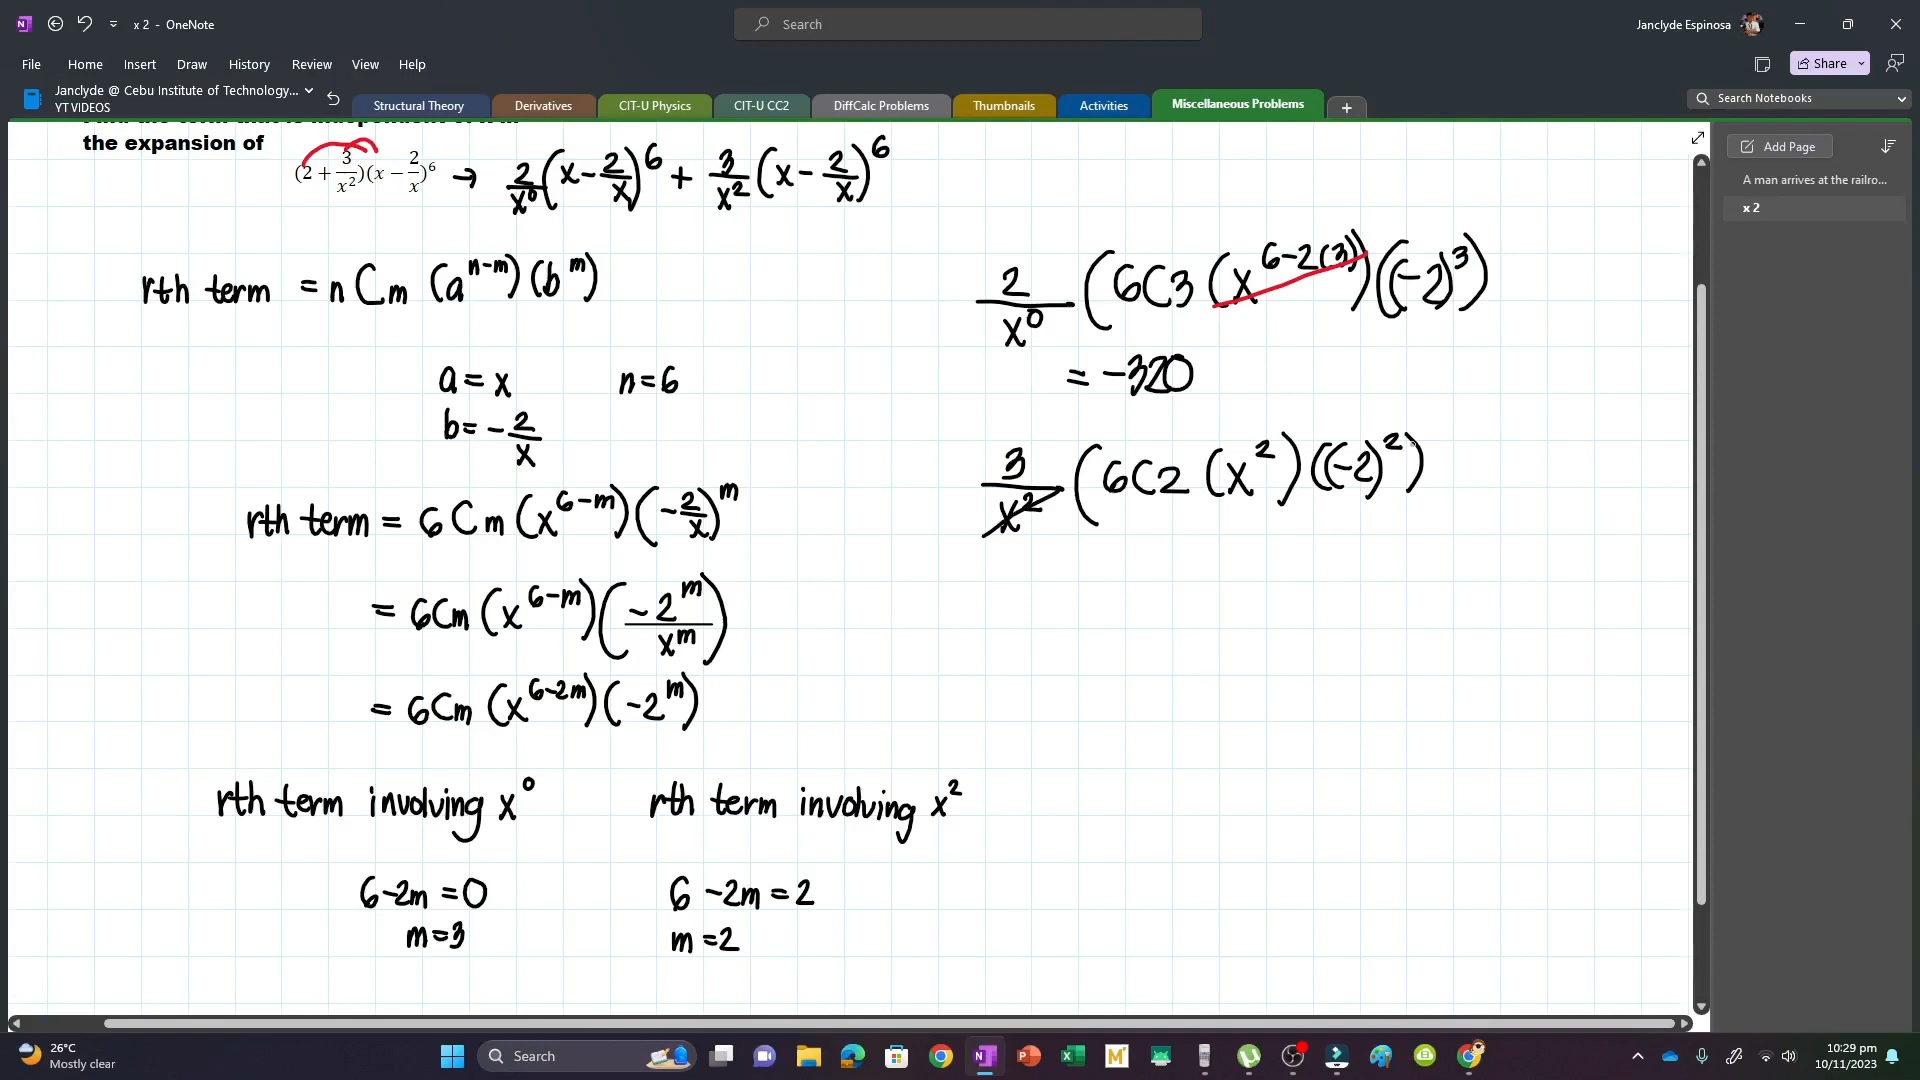 x 2 - OneNote
Search
Janclyde Espinosa
File Home Insert Draw History Review View Help
Share
Janclyde @ Cebu Institute of Technology...
YT VIDEOS
Structural Theory Derivatives CIT-U Physics CIT-U CC2 DiffCalc Problems Thumbnails Activities Miscellaneous Problems +
Search Notebooks
Add Page
A man arrives at the railro...
x 2
the expansion of
(2 + 3/x²)(x − 2/x)⁶ → 2/x⁰ (x − 2/x)⁶ + 3/x² (x − 2/x)⁶
rth term = nCm (a^(n-m))(b^m)
a = x n = 6
b = -2/x
rth term = 6Cm (x^(6-m))(-2/x)^m
= 6Cm (x^(6-m))(-2^m/x^m)
= 6Cm (x^(6-2m))(-2^m)
rth term involving x⁰ rth term involving x²
6-2m = 0 6-2m = 2
m = 3 m = 2
2/x⁰ (6C3 (x^(6-2(3)))((-2)³)
= -320
3/x² (6C2 (x²)((-2)²)
26°C
Mostly clear
Search
10:29 pm
10/11/2023